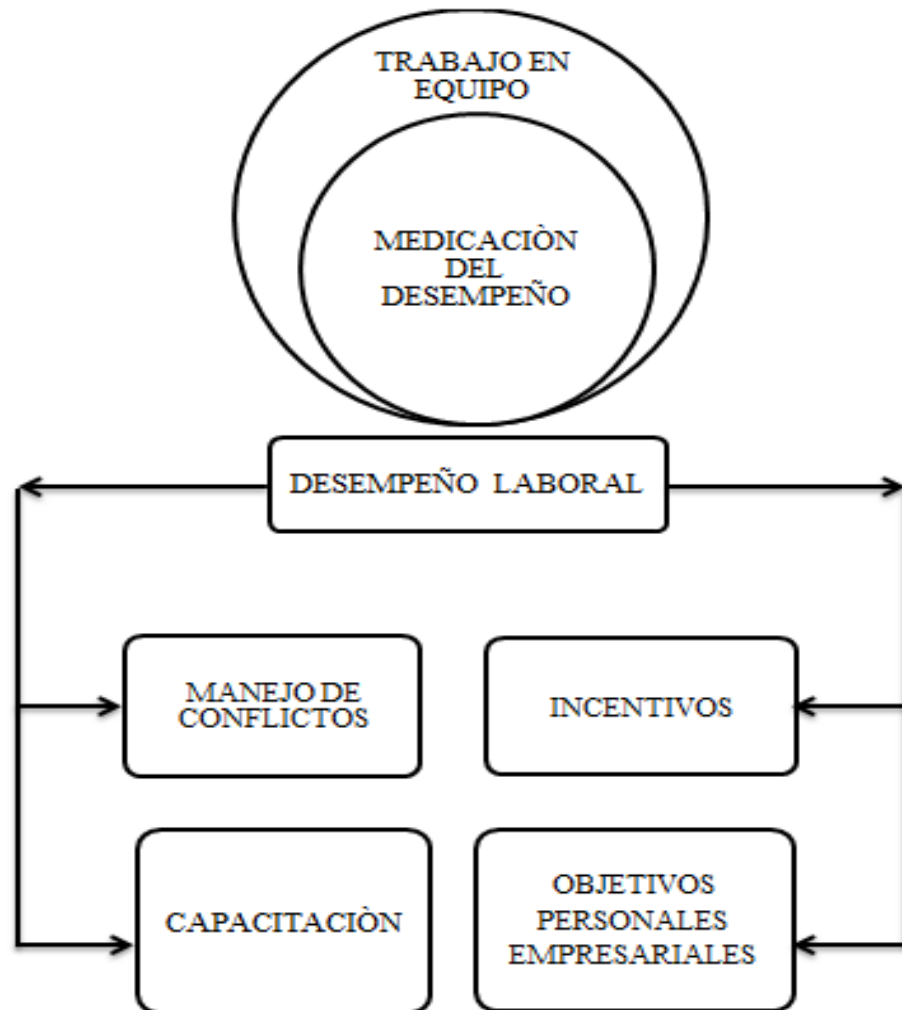 TRABAJO EN
EQUIPO
MEDICACIÒN
DEL
DESEMPEÑO
DESEMPEÑO LABORAL
MANEJO DE
CONFLICTOS
INCENTIVOS
CAPACITACIÒN
OBJETIVOS
PERSONALES
EMPRESARIALES